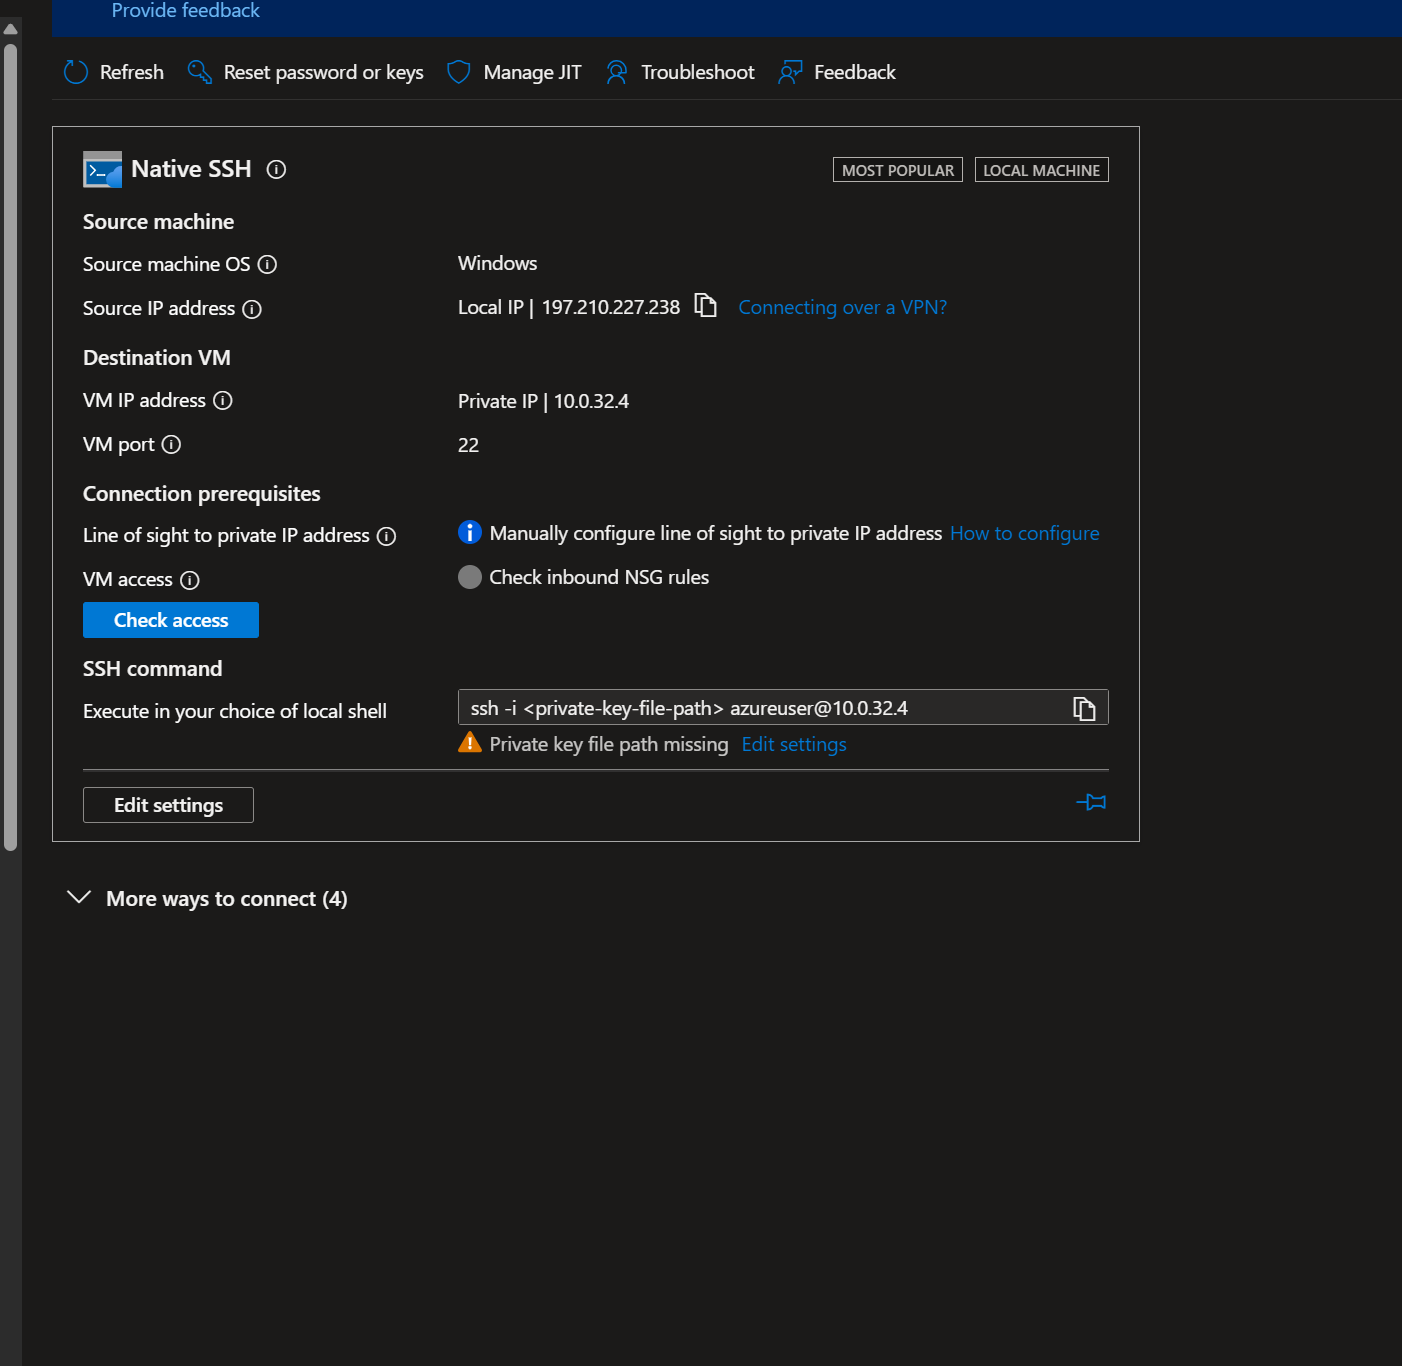 Provide feedback
Refresh
Reset password or keys
Manage JIT
Troubleshoot
Feedback
Native SSH
MOST POPULAR
LOCAL MACHINE
Source machine
Source machine OS
Windows
Source IP address
Local IP | 197.210.227.238
Connecting over a VPN?
Destination VM
VM IP address
Private IP | 10.0.32.4
VM port
22
Connection prerequisites
Line of sight to private IP address
Manually configure line of sight to private IP address How to configure
VM access
Check inbound NSG rules
Check access
SSH command
Execute in your choice of local shell
ssh -i <private-key-file-path> azureuser@10.0.32.4
Private key file path missing Edit settings
Edit settings
More ways to connect (4)